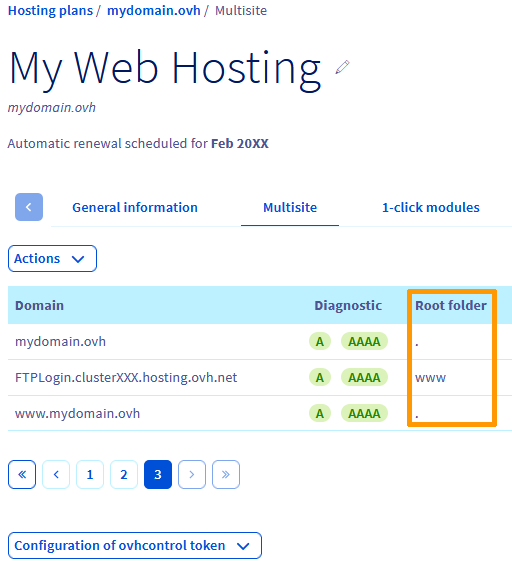 Hosting plans / mydomain.ovh / Multisite
My Web Hosting
mydomain.ovh
Automatic renewal scheduled for Feb 20XX
General information Multisite 1-click modules
Actions
Domain Diagnostic Root folder
mydomain.ovh A AAAA .
FTPLogin.clusterXXX.hosting.ovh.net A AAAA www
www.mydomain.ovh A AAAA .
« ‹ 1 2 3 › »
Configuration of ovhcontrol token